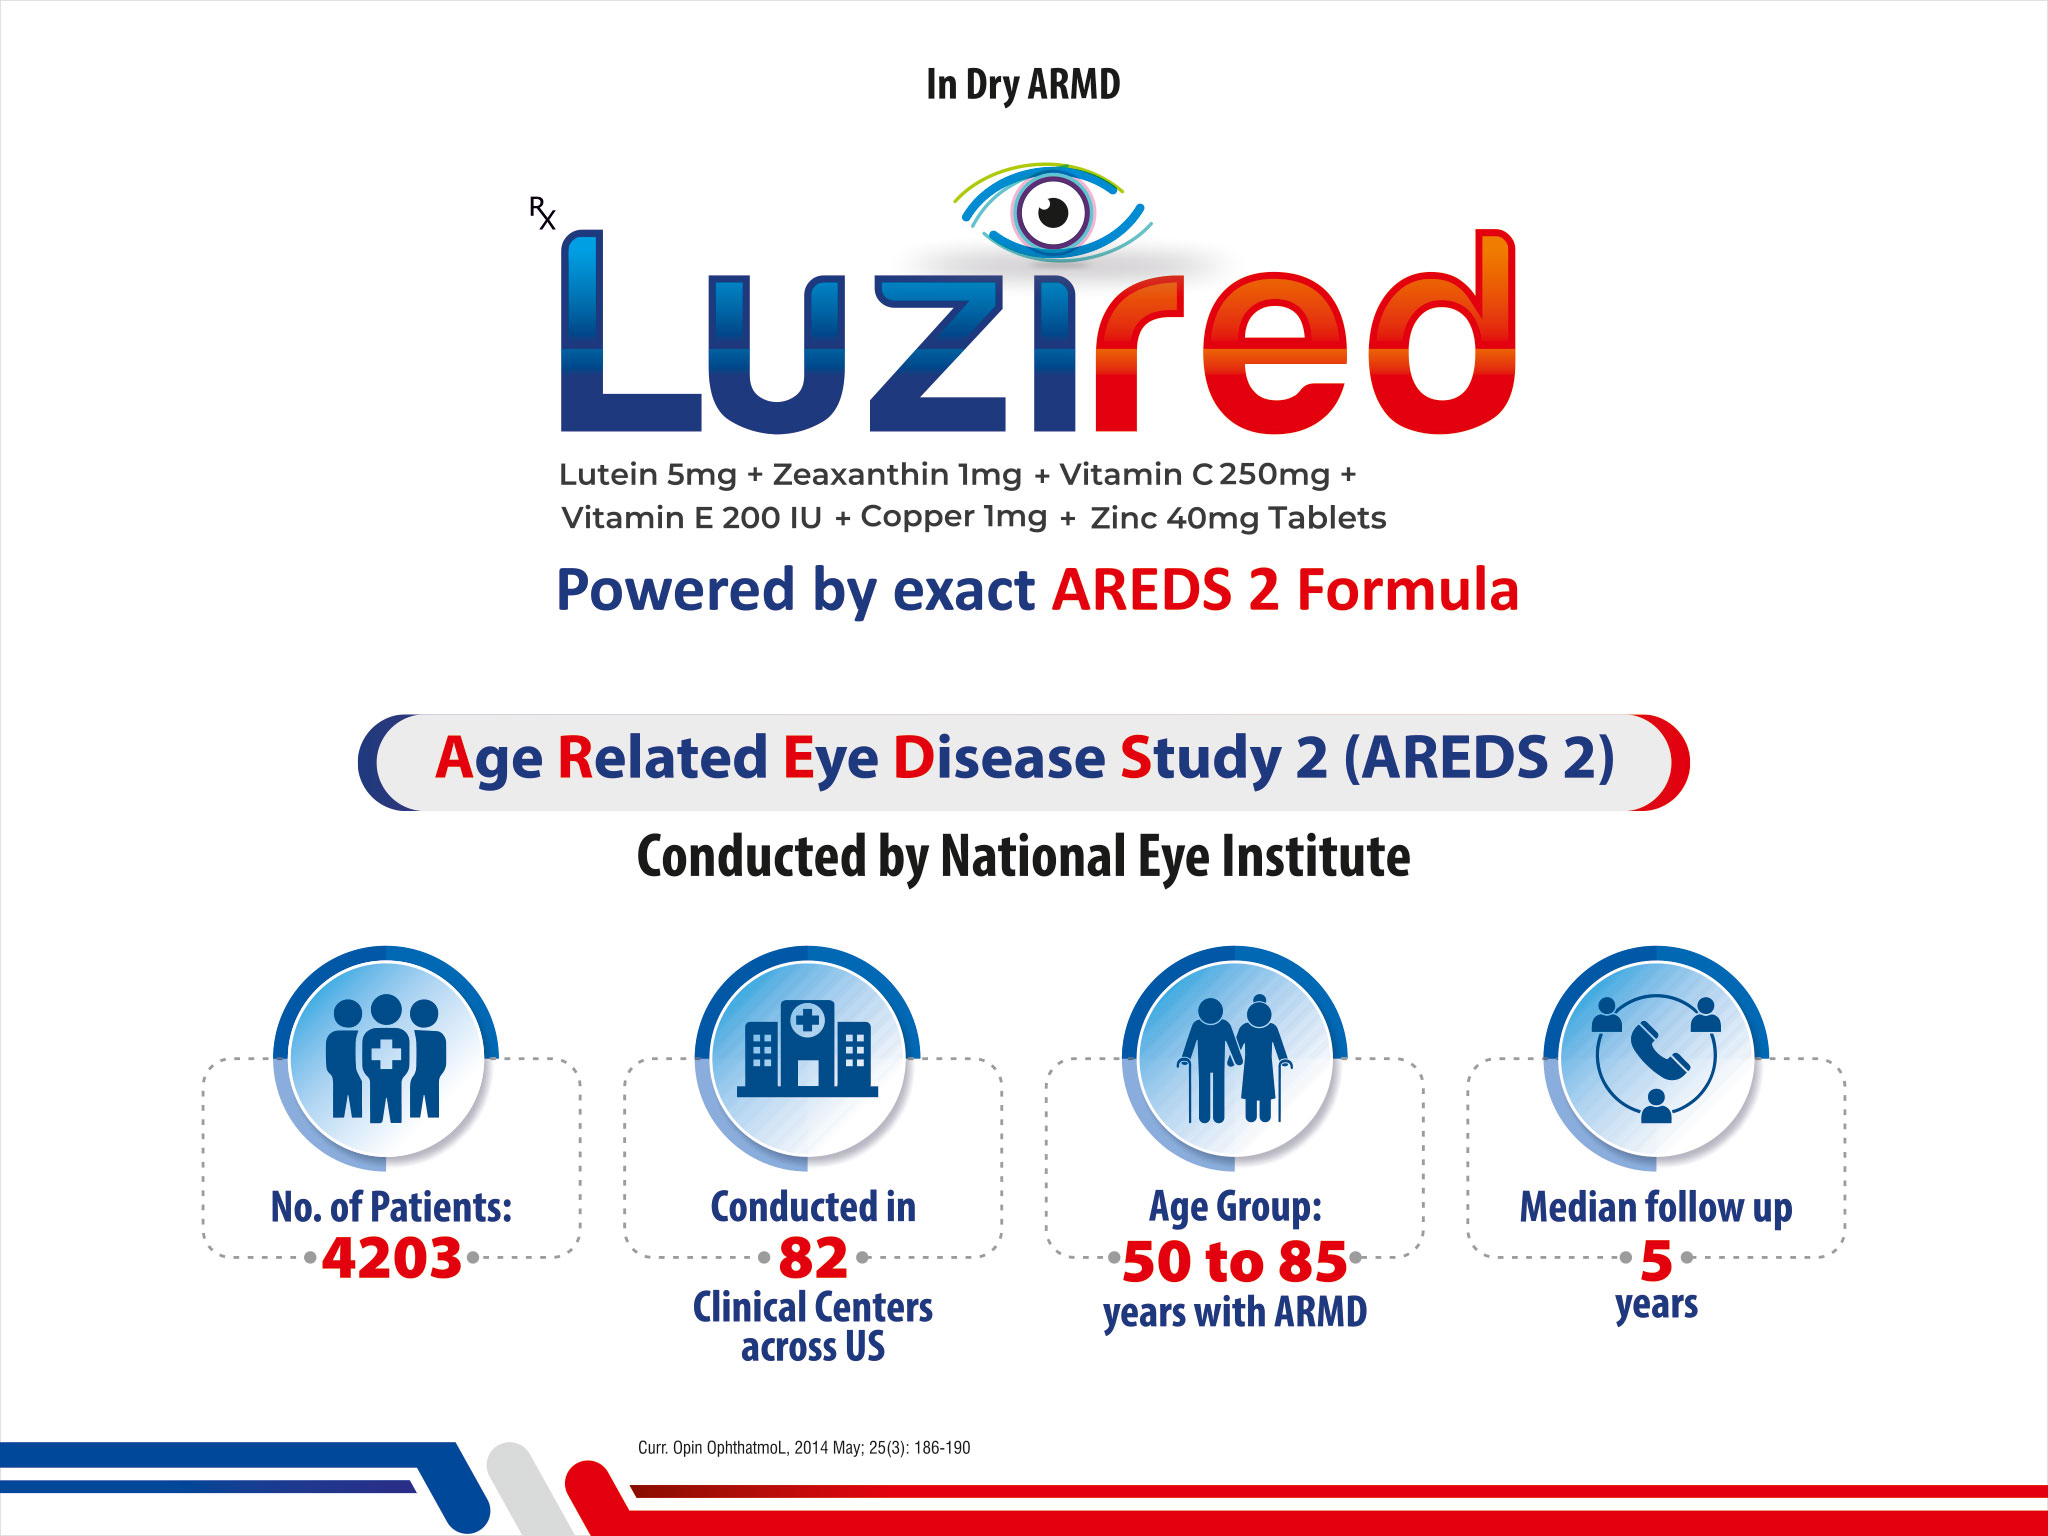 In Dry ARMD
Rx
Luzired
Lutein 5mg + Zeaxanthin 1mg + Vitamin C 250mg +
Vitamin E 200 IU + Copper 1mg + Zinc 40mg Tablets
Powered by exact AREDS 2 Formula
Age Related Eye Disease Study 2 (AREDS 2)
Conducted by National Eye Institute
No. of Patients:
4203
Conducted in
82
Clinical Centers
across US
Age Group:
50 to 85
years with ARMD
Median follow up
5
years
Curr. Opin OphthatmoL, 2014 May; 25(3): 186-190